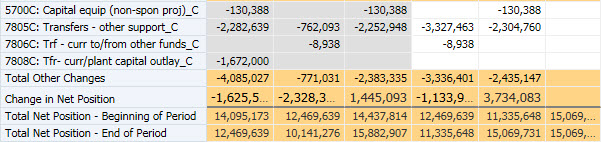 5700C: Capital equip (non-spon proj)_C -130,388 -130,388 -130,388
7805C: Transfers - other support_C -2,282,639 -762,093 -2,252,948 -3,327,463 -2,304,760
7806C: Trf - curr to/from other funds_C -8,938 -8,938
7808C: Tfr- curr/plant capital outlay_C -1,672,000
Total Other Changes -4,085,027 -771,031 -2,383,335 -3,336,401 -2,435,147
Change in Net Position -1,625,5... -2,328,3... 1,445,093 -1,133,9... 3,734,083
Total Net Position - Beginning of Period 14,095,173 12,469,639 14,437,814 12,469,639 11,335,648 15,069,...
Total Net Position - End of Period 12,469,639 10,141,276 15,882,907 11,335,648 15,069,731 15,069,...